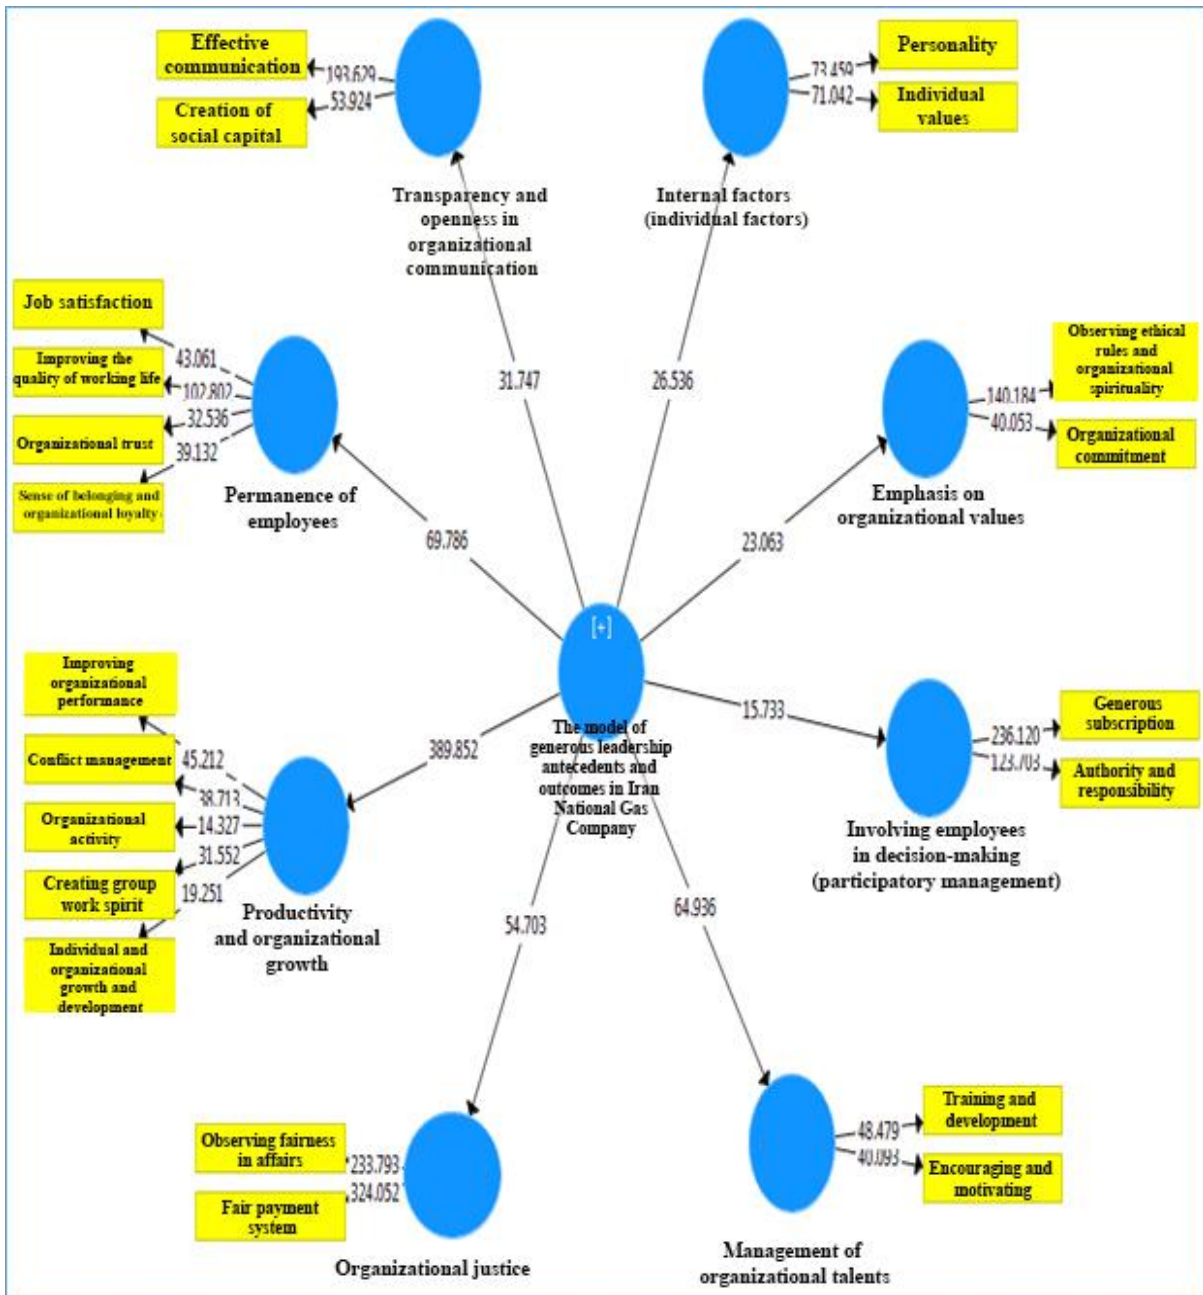 Effective
communication
Creation of
social capital
193.629
53.924
Transparency and
openness in
organizational
communication
Personality
Individual
values
73.459
71.042
Internal factors
(individual factors)
Job satisfaction
Improving the
quality of working life
Organizational trust
Sense of belonging and
organizational loyalty
43.061
102.802
32.536
39.132
Permanence of
employees
31.747
26.536
Observing ethical
rules and
organizational
spirituality
Organizational
commitment
140.184
40.053
Emphasis on
organizational values
69.786
23.063
[+]
The model of
generous leadership
antecedents and
outcomes in Iran
National Gas
Company
Improving
organizational
performance
Conflict management
Organizational
activity
Creating group
work spirit
Individual and
organizational
growth and
development
45.212
38.713
14.327
31.552
19.251
Productivity
and organizational
growth
389.852
15.733
Generous
subscription
Authority and
responsibility
236.120
123.703
Involving employees
in decision-making
(participatory management)
54.703
64.936
Observing fairness
in affairs
Fair payment
system
233.793
324.052
Organizational justice
Training and
development
Encouraging and
motivating
48.479
40.093
Management of
organizational talents